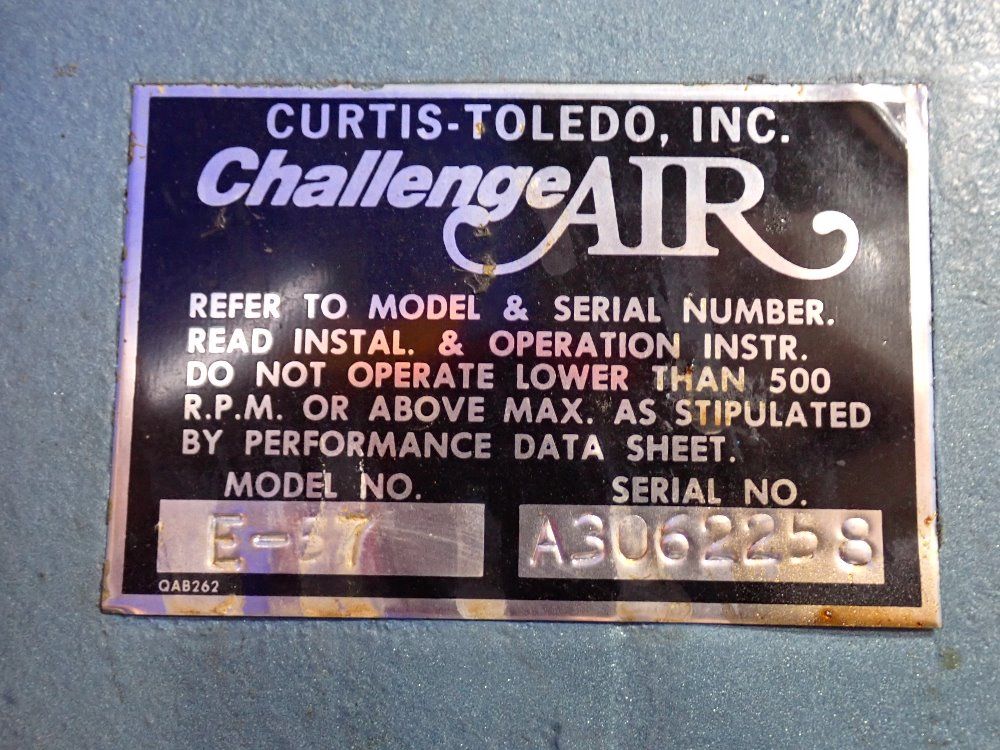 CURTIS-TOLEDO, INC.
ChallengeAIR
REFER TO MODEL & SERIAL NUMBER.
READ INSTAL. & OPERATION INSTR.
DO NOT OPERATE LOWER THAN 500
R.P.M. OR ABOVE MAX. AS STIPULATED
BY PERFORMANCE DATA SHEET.
MODEL NO. SERIAL NO.
E-57 A3062258
QAB262